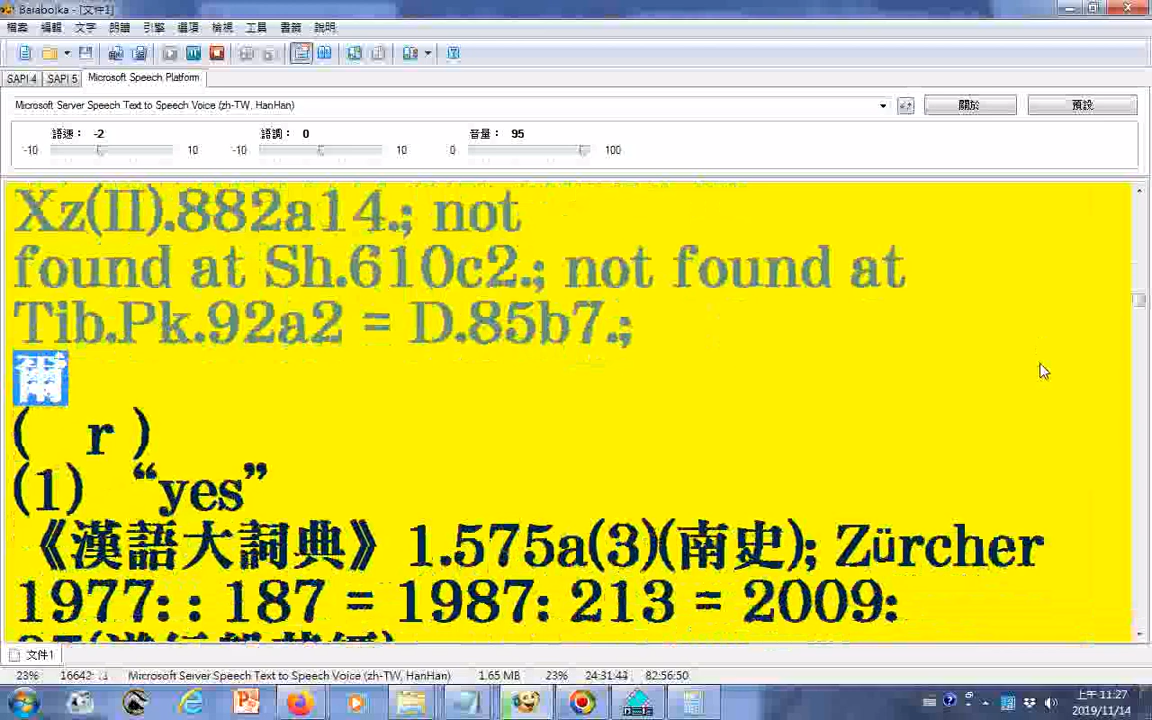 Balabolka - [文件1]
檔案 編輯 文字 朗讀 引擎 選項 檢視 工具 書籤 說明
SAPI 4 SAPI 5 Microsoft Speech Platform
Microsoft Server Speech Text to Speech Voice (zh-TW, HanHan) 關於 預設
語速： -2 語調： 0 音量： 95
-10 10 -10 10 0 100
Xz(II).882a14.; not
found at Sh.610c2.; not found at
Tib.Pk.92a2 = D.85b7.;
爾
( r )
(1) “yes”
《漢語大詞典》 1.575a(3)(南史); Zürcher
1977: : 187 = 1987: 213 = 2009:
文件1
23% Microsoft Server Speech Text to Speech Voice (zh-TW, HanHan) 1.65 MB 23% 24:31:44 82:56:50
上午 11:27
2019/11/14